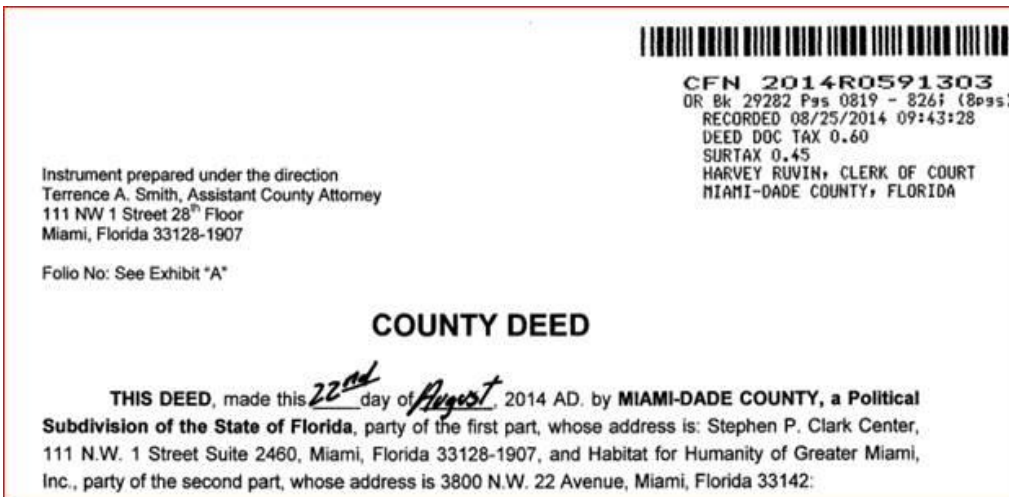 CFN 2014R0591303
OR Bk 29282 Pgs 0819 - 826; (8pgs)
RECORDED 08/25/2014 09:43:28
DEED DOC TAX 0.60
SURTAX 0.45
HARVEY RUVIN, CLERK OF COURT
MIAMI-DADE COUNTY, FLORIDA
Instrument prepared under the direction
Terrence A. Smith, Assistant County Attorney
111 NW 1 Street 28th Floor
Miami, Florida 33128-1907
Folio No: See Exhibit "A"
COUNTY DEED
THIS DEED, made this 22nd day of August, 2014 AD. by MIAMI-DADE COUNTY, a Political
Subdivision of the State of Florida, party of the first part, whose address is: Stephen P. Clark Center,
111 N.W. 1 Street Suite 2460, Miami, Florida 33128-1907, and Habitat for Humanity of Greater Miami,
Inc., party of the second part, whose address is 3800 N.W. 22 Avenue, Miami, Florida 33142: